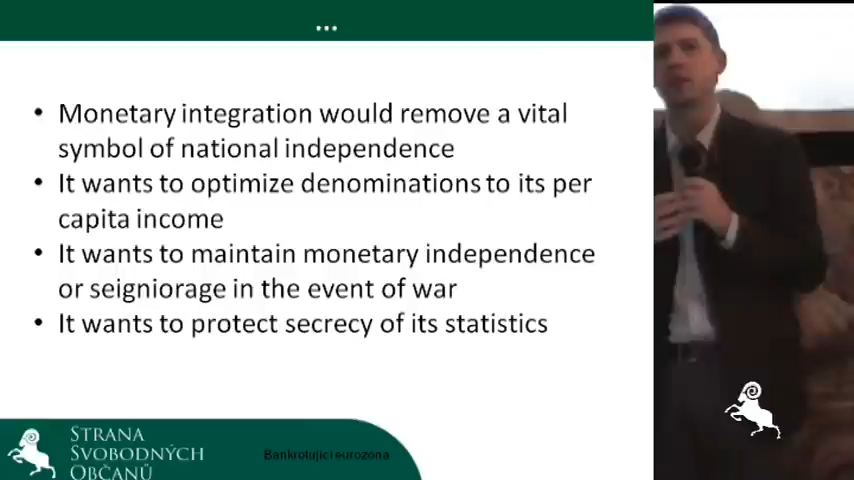 ...
• Monetary integration would remove a vital
symbol of national independence
• It wants to optimize denominations to its per
capita income
• It wants to maintain monetary independence
or seigniorage in the event of war
• It wants to protect secrecy of its statistics
STRANA
SVOBODNÝCH
OBČANŮ
Bankrotující eurozóna